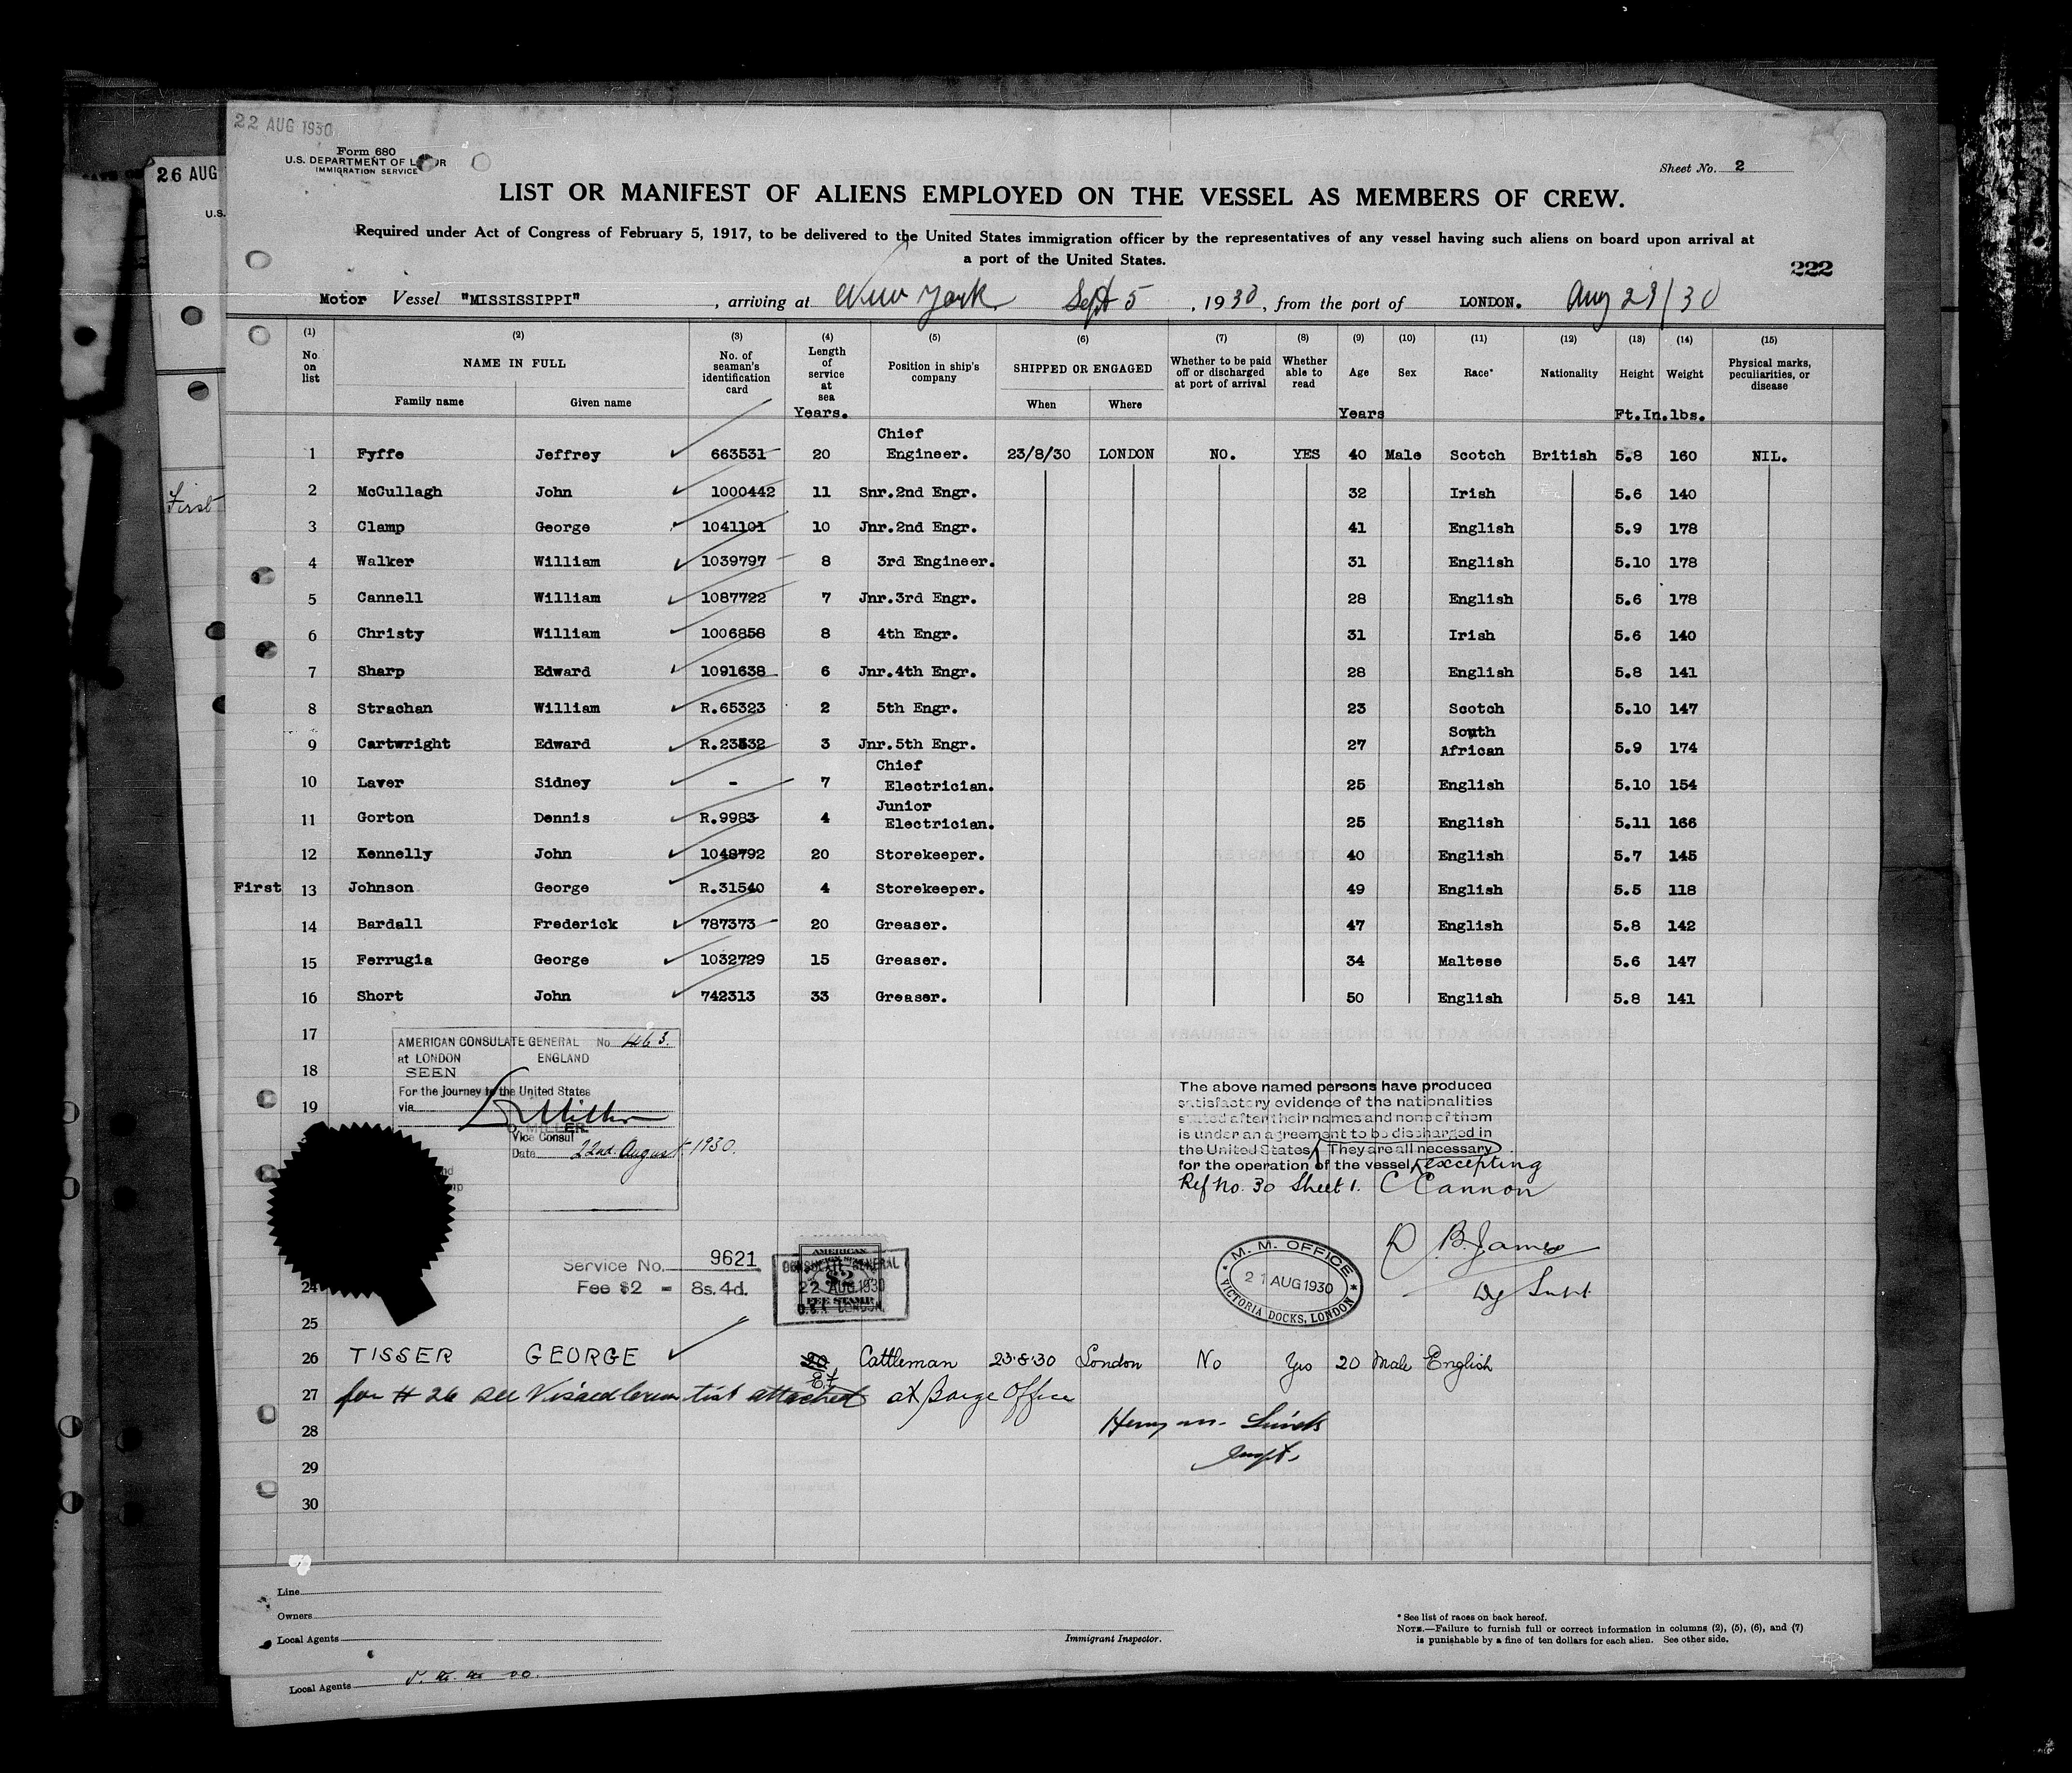 22 AUG 1930
26 AUG
U.S.
First
Form 680
U.S. DEPARTMENT OF LABOR
IMMIGRATION SERVICE
Sheet No. 2
LIST OR MANIFEST OF ALIENS EMPLOYED ON THE VESSEL AS MEMBERS OF CREW.
Required under Act of Congress of February 5, 1917, to be delivered to the United States immigration officer by the representatives of any vessel having such aliens on board upon arrival at
a port of the United States.
222
Motor Vessel "MISSISSIPPI" , arriving at New York Sept 5 , 1930, from the port of LONDON. Aug 23/30
(1) (2) (3) (4) (5) (6) (7) (8) (9) (10) (11) (12) (13) (14) (15)
No on list NAME IN FULL Family name Given name No. of seaman's identification card Length of service at sea Years. Position in ship's company SHIPPED OR ENGAGED When Where Whether to be paid off or discharged at port of arrival Whether able to read Age Years Sex Race* Nationality Height Weight Ft.In.lbs. Physical marks, peculiarities, or disease
1 Fyffe Jeffrey 663531 20 Chief Engineer. 23/8/30 LONDON NO. YES 40 Male Scotch British 5.8 160 NIL.
2 McCullagh John 1000442 11 Snr.2nd Engr. 32 Irish 5.6 140
3 Clamp George 1041101 10 Jnr.2nd Engr. 41 English 5.9 178
4 Walker William 1039797 8 3rd Engineer. 31 English 5.10 178
5 Cannell William 1087722 7 Jnr.3rd Engr. 28 English 5.6 178
6 Christy William 1006858 8 4th Engr. 31 Irish 5.6 140
7 Sharp Edward 1091638 6 Jnr.4th Engr. 28 English 5.8 141
8 Strachan William R.65323 2 5th Engr. 23 Scotch 5.10 147
9 Cartwright Edward R.23532 3 Jnr.5th Engr. 27 South African 5.9 174
10 Laver Sidney - 7 Chief Electrician. 25 English 5.10 154
11 Gorton Dennis R.9983 4 Junior Electrician. 25 English 5.11 166
12 Kennelly John 1048792 20 Storekeeper. 40 English 5.7 145
First 13 Johnson George R.31540 4 Storekeeper. 49 English 5.5 118
14 Bardall Frederick 787373 20 Greaser. 47 English 5.8 142
15 Ferrugia George 1032729 15 Greaser. 34 Maltese 5.6 147
16 Short John 742313 33 Greaser. 50 English 5.8 141
17
18
19
AMERICAN CONSULATE GENERAL No. 463.
at LONDON ENGLAND
SEEN
For the journey to the United States
via
D. MILLER
Vice Consul
Date 22nd. August 1930.
The above named persons have produced
satisfactory evidence of the nationalities
stated after their names and none of them
is under an agreement to be discharged in
the United States. They are all necessary
for the operation of the vessel, excepting
Ref No. 30 Sheet 1. C Cannon
D B. James
Service No. 9621
Fee $2 = 8s. 4d.
AMERICAN
$2
FEE STAMP
CONSULATE GENERAL
22 AUG 1930
LONDON.
M. M. OFFICE
21 AUG 1930
VICTORIA DOCKS, LONDON
24
25
26 TISSER GEORGE Cattleman 23·8·30 London No Yes 20 Male English
27 for # 26 see Visaed Crew list attached at Barge Office
28 Henry m.
29
30
Line
Owners
Local Agents
Local Agents
Immigrant Inspector.
* See list of races on back hereof.
NOTE.—Failure to furnish full or correct information in columns (2), (5), (6), and (7)
is punishable by a fine of ten dollars for each alien. See other side.